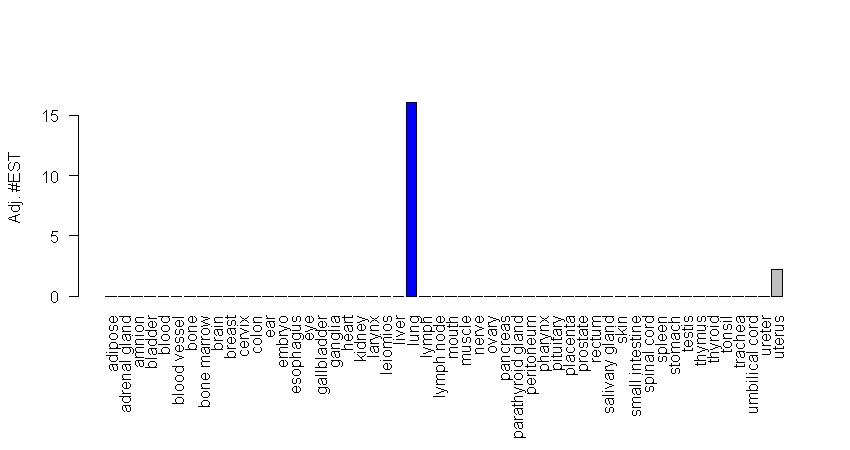 15
10
5
0
Adj. #EST
adipose
adrenal gland
amnion
bladder
blood
blood vessel
bone
bone marrow
brain
breast
cervix
colon
ear
embryo
esophagus
eye
gallbladder
ganglia
heart
kidney
larynx
leiomios
liver
lung
lymph
lymph node
mouth
muscle
nerve
ovary
pancreas
parathyroid gland
peritoneum
pharynx
pituitary
placenta
prostate
rectum
salivary gland
skin
small intestine
spinal cord
spleen
stomach
testis
thymus
thyroid
tonsil
trachea
umbilical cord
ureter
uterus